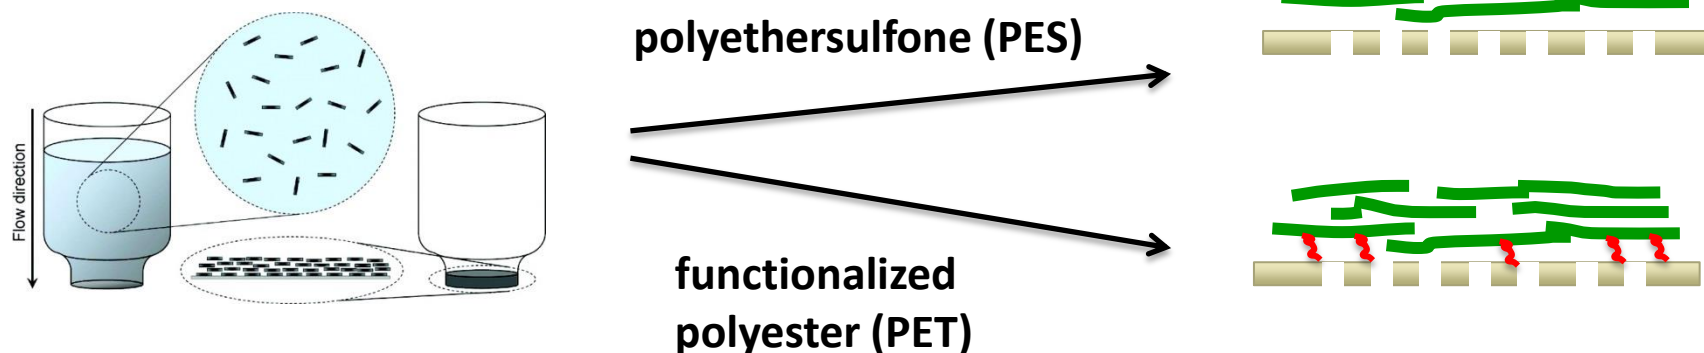 Flow direction
polyethersulfone (PES)
functionalized
polyester (PET)